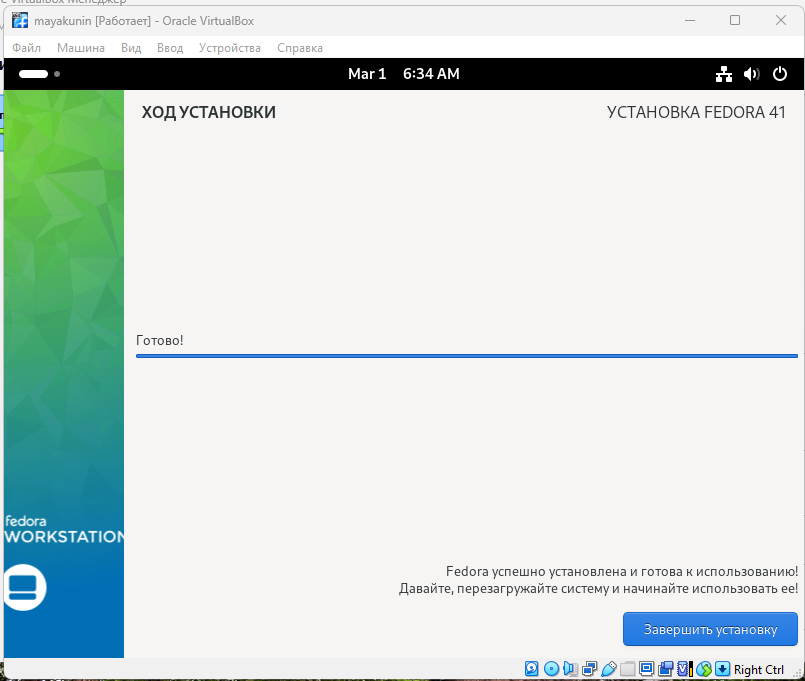 mayakunin [Работает] - Oracle VirtualBox
Файл Машина Вид Ввод Устройства Справка
Mar 1 6:34 AM
ХОД УСТАНОВКИ
УСТАНОВКА FEDORA 41
Готово!
fedora
WORKSTATION
Fedora успешно установлена и готова к использованию!
Давайте, перезагружайте систему и начинайте использовать ее!
Завершить установку
Right Ctrl